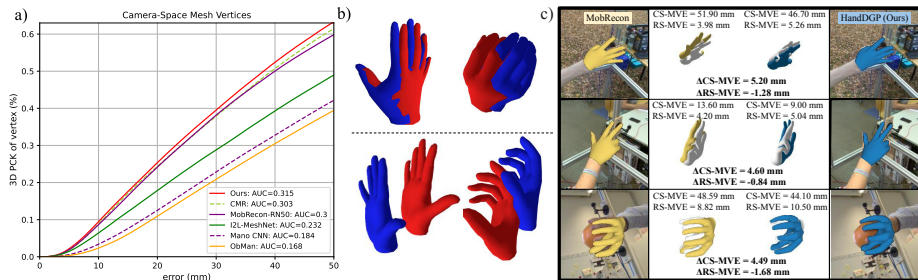 a)
Camera-Space Mesh Vertices
3D PCK of vertex (%)
0.6
0.5
0.4
0.3
0.2
0.1
0.0
0
10
20
30
40
50
error (mm)
Ours: AUC=0.315
CMR: AUC=0.303
MobRecon-RN50: AUC=0.3
I2L-MeshNet: AUC=0.232
Mano CNN: AUC=0.184
ObMan: AUC=0.168
b)
c)
MobRecon
HandDGP (Ours)
CS-MVE = 51.90 mm
RS-MVE = 3.98 mm
CS-MVE = 46.70 mm
RS-MVE = 5.26 mm
ΔCS-MVE = 5.20 mm
ΔRS-MVE = -1.28 mm
CS-MVE = 13.60 mm
RS-MVE = 4.20 mm
CS-MVE = 9.00 mm
RS-MVE = 5.04 mm
ΔCS-MVE = 4.60 mm
ΔRS-MVE = -0.84 mm
CS-MVE = 48.59 mm
RS-MVE = 8.82 mm
CS-MVE = 44.10 mm
RS-MVE = 10.50 mm
ΔCS-MVE = 4.49 mm
ΔRS-MVE = -1.68 mm